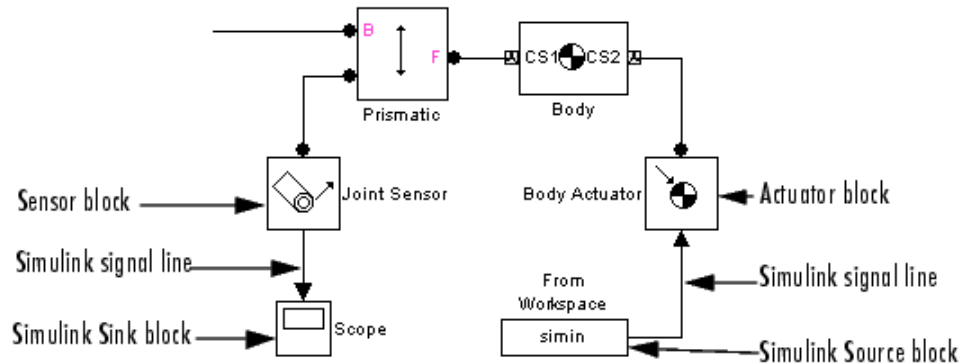 B
F
CS1 CS2
Prismatic
Body
Sensor block
Joint Sensor
Body Actuator
Actuator block
Simulink signal line
Simulink signal line
From
Workspace
Simulink Sink block
Scope
simin
Simulink Source block